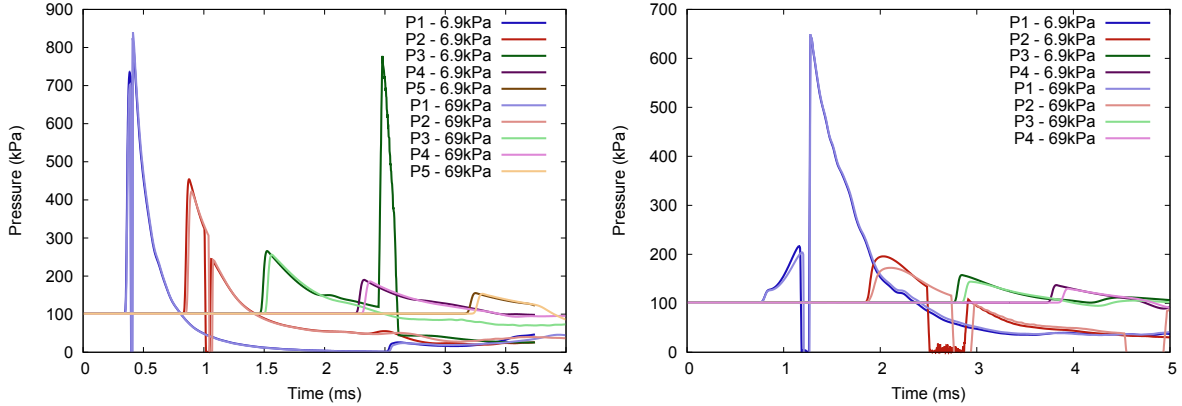 900
800
700
600
500
400
300
200
100
0
Pressure (kPa)
0
0.5
1
1.5
2
2.5
3
3.5
4
Time (ms)
P1 - 6.9kPa
P2 - 6.9kPa
P3 - 6.9kPa
P4 - 6.9kPa
P5 - 6.9kPa
P1 - 69kPa
P2 - 69kPa
P3 - 69kPa
P4 - 69kPa
P5 - 69kPa
700
600
500
400
300
200
100
0
Pressure (kPa)
0
1
2
3
4
5
Time (ms)
P1 - 6.9kPa
P2 - 6.9kPa
P3 - 6.9kPa
P4 - 6.9kPa
P1 - 69kPa
P2 - 69kPa
P3 - 69kPa
P4 - 69kPa